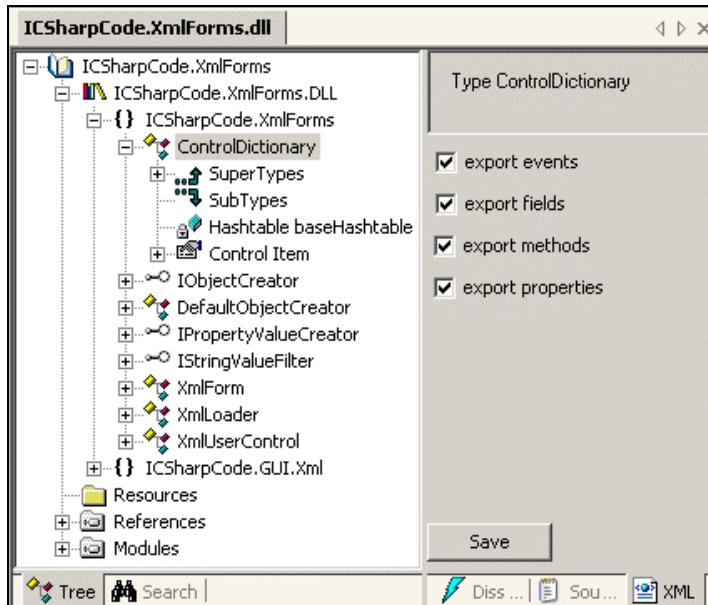 ICSharpCode.XmlForms.dll
ICSharpCode.XmlForms
ICSharpCode.XmlForms.DLL
{} ICSharpCode.XmlForms
ControlDictionary
SuperTypes
SubTypes
Hashtable baseHashtable
Control Item
IObjectCreator
DefaultObjectCreator
IPropertyValueCreator
IStringValueFilter
XmlForm
XmlLoader
XmlUserControl
{} ICSharpCode.GUI.Xml
Resources
References
Modules
Tree
Search
Type ControlDictionary
export events
export fields
export methods
export properties
Save
Diss ...
Sou ...
XML